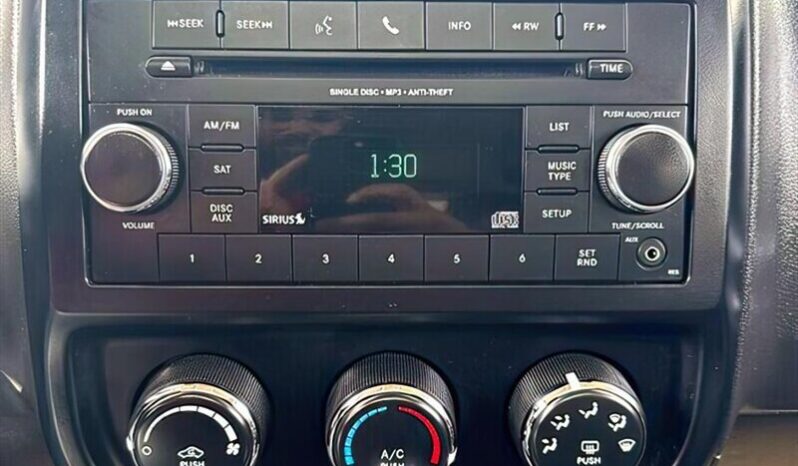 ⏮SEEK SEEK⏭ INFO ◀◀ RW FF ▶▶
TIME
SINGLE DISC • MP3 • ANTI-THEFT
PUSH ON
PUSH AUDIO/SELECT
AM/FM
LIST
1:30
SAT
MUSIC
TYPE
DISC
AUX
SIRIUS
SETUP
VOLUME
TUNE/SCROLL
1 2 3 4 5 6
SET
RND
AUX
A/C
PUSH PUSH PUSH